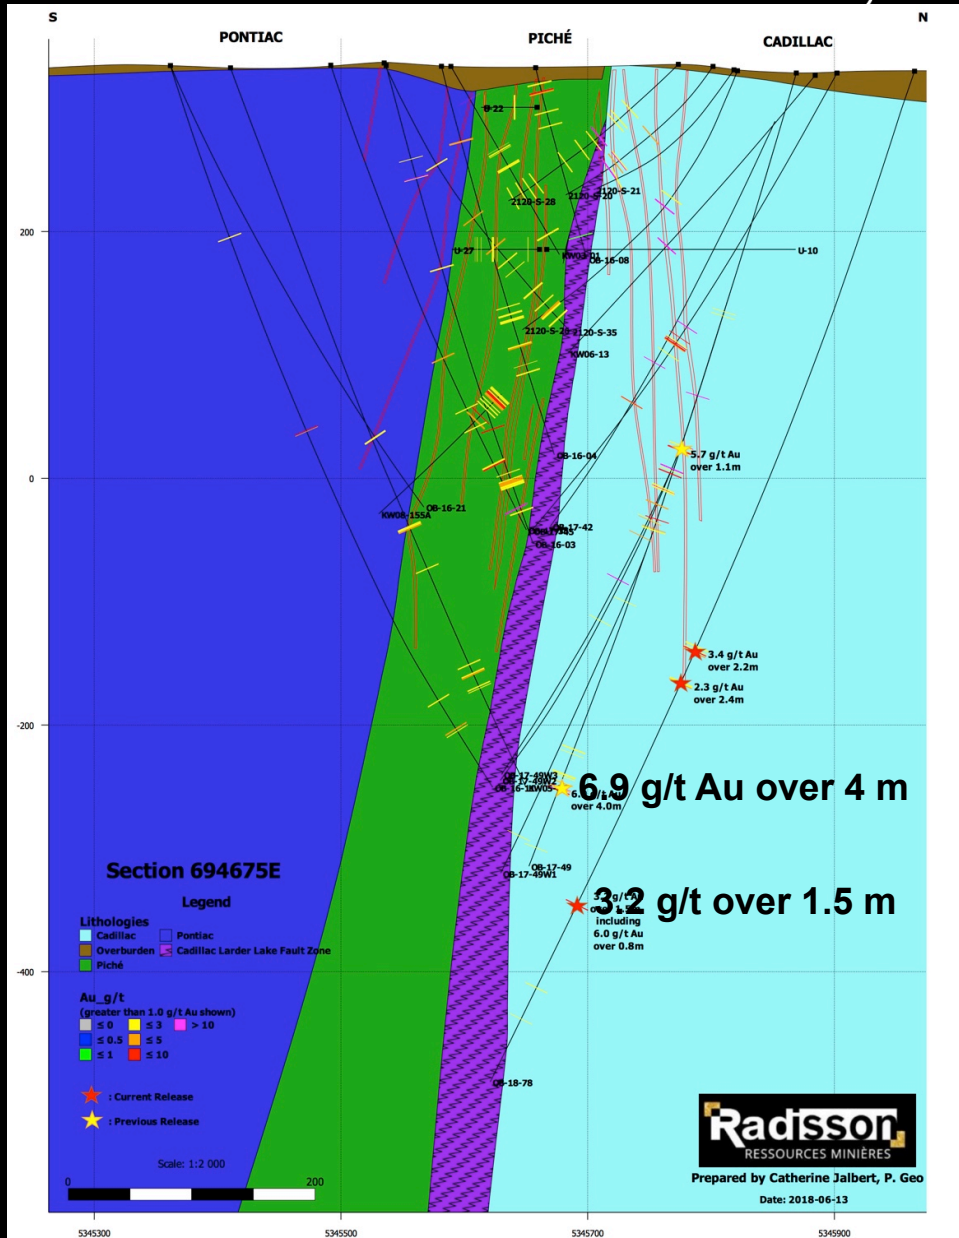 S
N
PONTIAC
PICHÉ
CADILLAC
U-22
2120-S-21
2120-S-20
2120-S-28
200
U-27
U-10
KW03-01
OB-16-08
2120-S-35
KW06-13
5.7 g/t Au
over 1.1m
OB-16-04
0
OB-16-21
KW08-155A
OB-17-42
OB-16-03
3.4 g/t Au
over 2.2m
2.3 g/t Au
over 2.4m
-200
OB-17-49W3
OB-17-49W2
6.9 g/t Au over 4 m
over 4.0m
OB-17-49
OB-17-49W1
3.2 g/t over 1.5 m
including
6.0 g/t Au
over 0.8m
-400
OB-18-78
Section 694675E
Legend
Lithologies
Cadillac
Pontiac
Overburden
Cadillac Larder Lake Fault Zone
Piché
Au_g/t
(greater than 1.0 g/t Au shown)
≤ 0
≤ 3
> 10
≤ 0.5
≤ 5
≤ 1
≤ 10
: Current Release
: Previous Release
Scale: 1:2 000
0
200
Radisson
RESSOURCES MINIÈRES
Prepared by Catherine Jalbert, P. Geo
Date: 2018-06-13
5345300
5345500
5345700
5345900